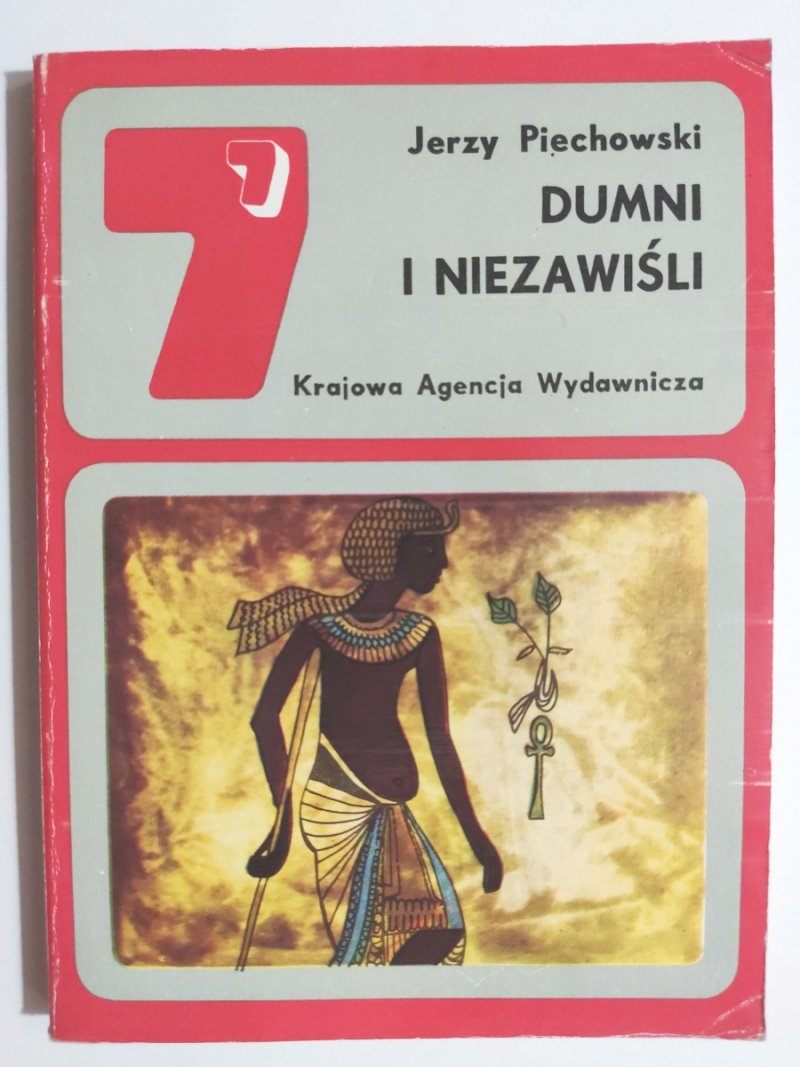 Jerzy Piechowski
DUMNI
I NIEZAWIŚLI
Krajowa Agencja Wydawnicza